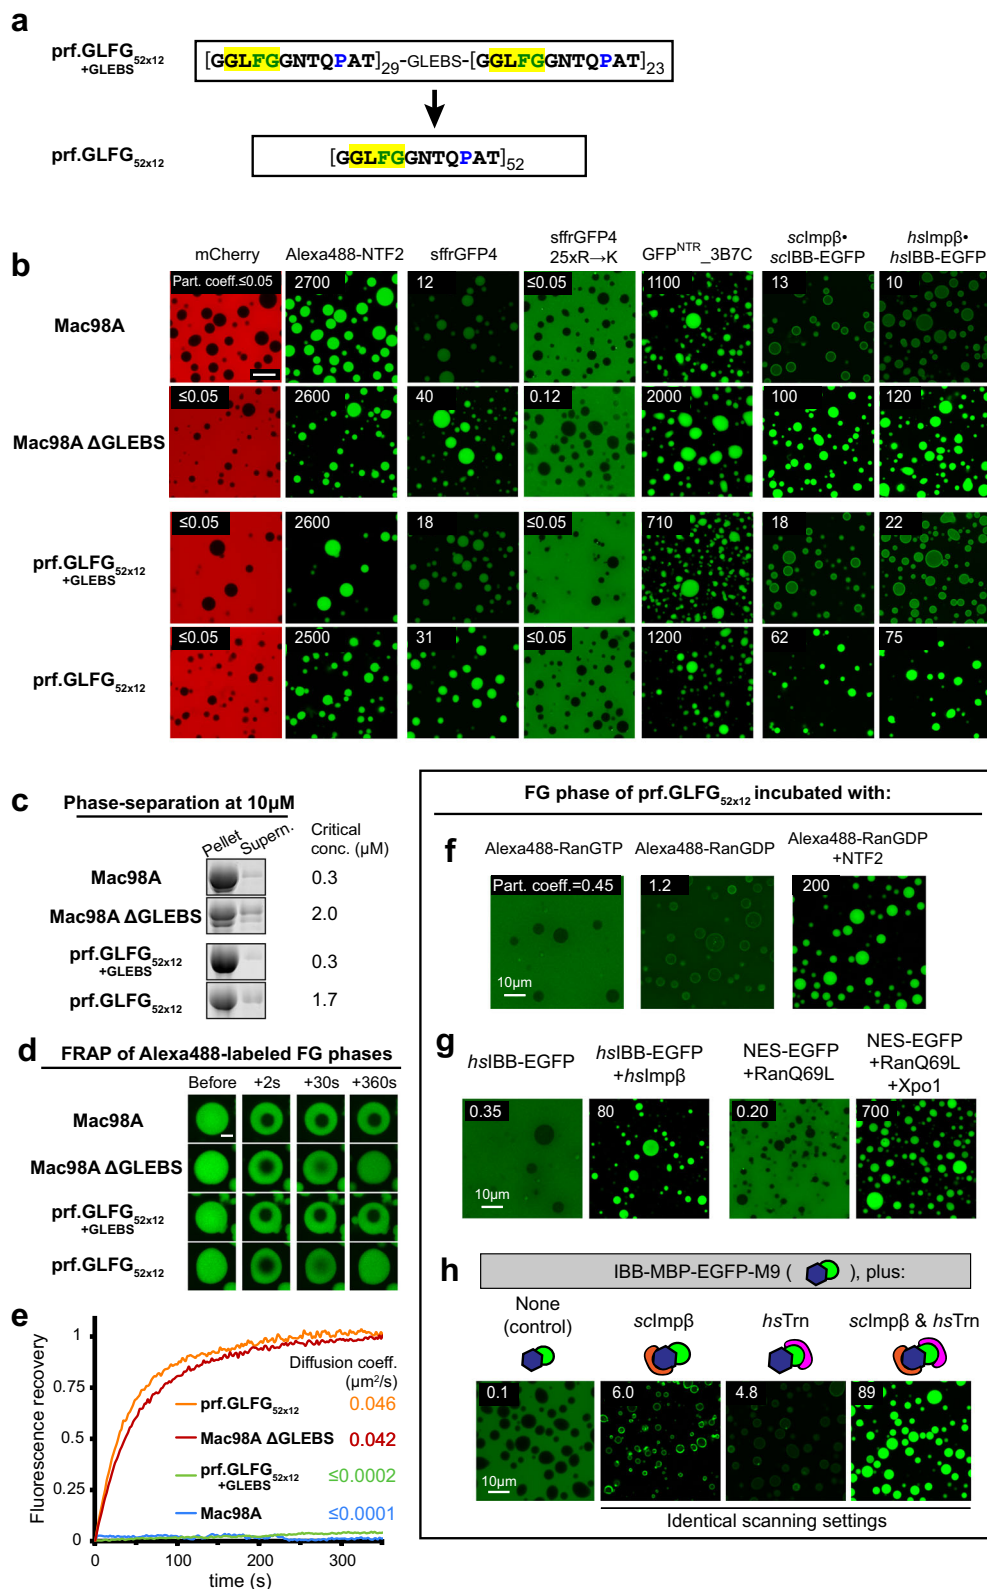 a
prf.GLFG52x12
+GLEBS
[GGLFGGNTQPAT]29-GLEBS-[GGLFGGNTQPAT]23
prf.GLFG52x12
[GGLFGGNTQPAT]52
b
mCherry
Alexa488-NTF2
sffrGFP4
sffrGFP4
25xR→K
GFPNTR_3B7C
scImpβ•
scIBB-EGFP
hsImpβ•
hsIBB-EGFP
Mac98A
Part. coeff.≤0.05
2700
12
≤0.05
1100
13
10
Mac98A ΔGLEBS
≤0.05
2600
40
0.12
2000
100
120
prf.GLFG52x12
+GLEBS
≤0.05
2600
18
≤0.05
710
18
22
prf.GLFG52x12
≤0.05
2500
31
≤0.05
1200
62
75
c
Phase-separation at 10µM
Pellet
Supern.
Critical
conc. (µM)
Mac98A
0.3
Mac98A ΔGLEBS
2.0
prf.GLFG52x12
+GLEBS
0.3
prf.GLFG52x12
1.7
d
FRAP of Alexa488-labeled FG phases
Before
+2s
+30s
+360s
Mac98A
Mac98A ΔGLEBS
prf.GLFG52x12
+GLEBS
prf.GLFG52x12
e
Fluorescence recovery
1
0.75
0.5
0.25
0
0
100
200
300
time (s)
Diffusion coeff.
(µm²/s)
prf.GLFG52x12
0.046
Mac98A ΔGLEBS
0.042
prf.GLFG52x12
+GLEBS
≤0.0002
Mac98A
≤0.0001
FG phase of prf.GLFG52x12 incubated with:
f
Alexa488-RanGTP
Alexa488-RanGDP
Alexa488-RanGDP
+NTF2
Part. coeff.=0.45
1.2
200
10µm
g
hsIBB-EGFP
hsIBB-EGFP
+hsImpβ
NES-EGFP
+RanQ69L
NES-EGFP
+RanQ69L
+Xpo1
0.35
80
0.20
700
10µm
h
IBB-MBP-EGFP-M9 ( ), plus:
None
(control)
scImpβ
hsTrn
scImpβ & hsTrn
0.1
6.0
4.8
89
10µm
Identical scanning settings